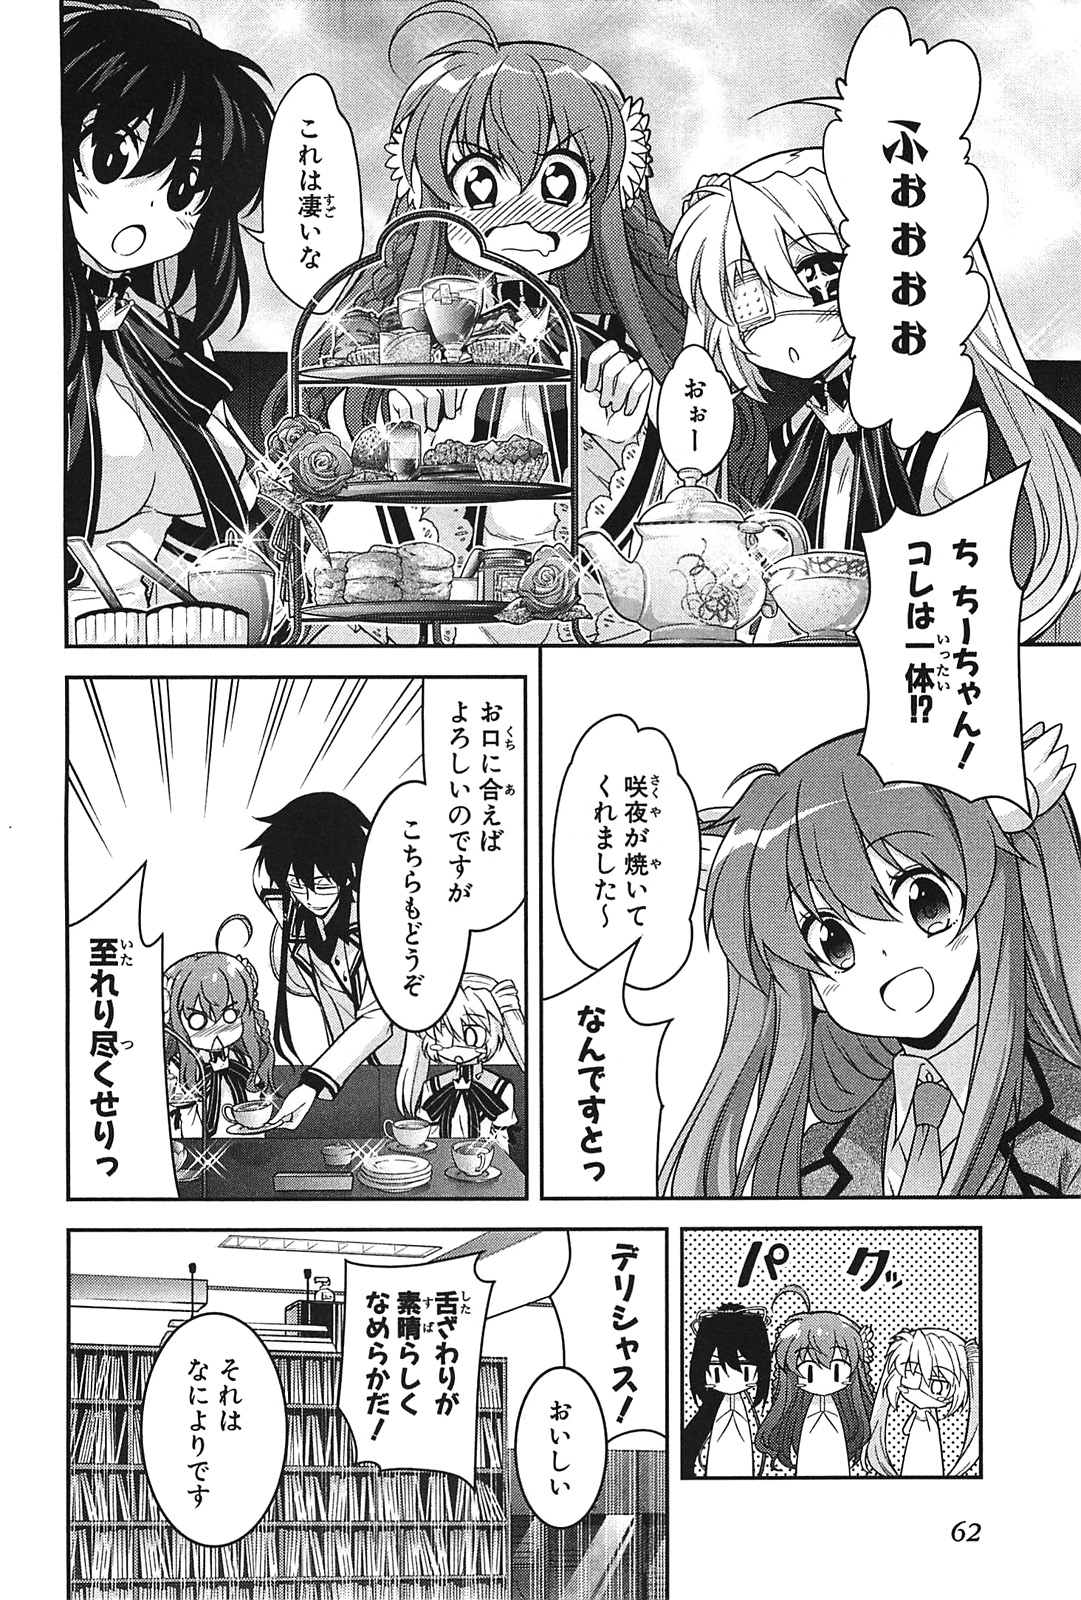 ふぉぉぉぉぉ
おぉー
これは凄いな
ち ちーちゃん！
コレは一体!?
咲夜が焼いて
くれました～
なんですとっ
お口に合えば
よろしいのですが
こちらもどうぞ
至れり尽くせりっ
パクッ
デリシャス！
おいしい
舌ざわりが
素晴らしく
なめらかだ！
それは
なによりです
62